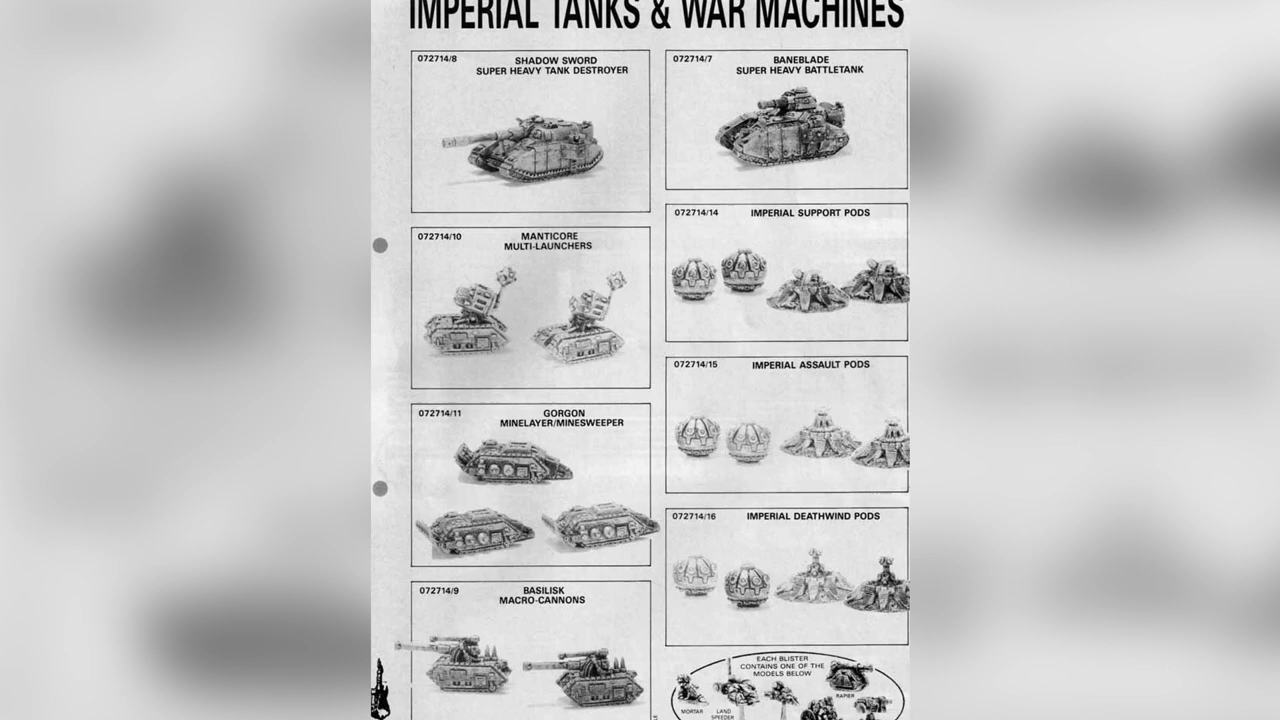 IMPERIAL TANKS & WAR MACHINES
072714/8
SHADOW SWORD
SUPER HEAVY TANK DESTROYER
072714/10
MANTICORE
MULTI-LAUNCHERS
072714/11
GORGON
MINELAYER/MINESWEEPER
072714/9
BASILISK
MACRO-CANNONS
072714/7
BANEBLADE
SUPER HEAVY BATTLETANK
072714/14
IMPERIAL SUPPORT PODS
072714/15
IMPERIAL ASSAULT PODS
072714/16
IMPERIAL DEATHWIND PODS
EACH BLISTER
CONTAINS ONE OF THE
MODELS BELOW
RAPIER
MORTAR
LAND
SPEEDER